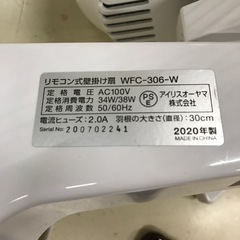 リモコン式壁掛け扇 WFC-306-W
定格電圧 AC100V
定格消費電力 34W/38W
定格周波数 50/60Hz
PSE
アイリスオーヤマ
株式会社
電流ヒューズ:2.0A 羽根の大きさ(直径):30cm
Serial No: 200702241
2020年製
MADE IN CHINA